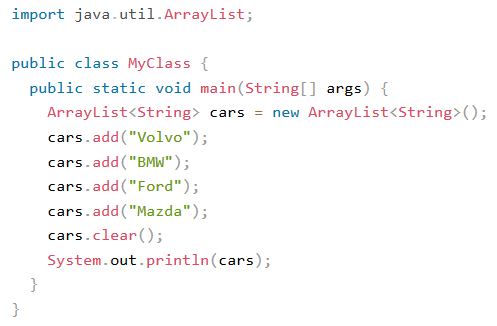 import java.util.ArrayList;

public class MyClass {
  public static void main(String[] args) {
    ArrayList<String> cars = new ArrayList<String>();
    cars.add("Volvo");
    cars.add("BMW");
    cars.add("Ford");
    cars.add("Mazda");
    cars.clear();
    System.out.println(cars);
  }
}